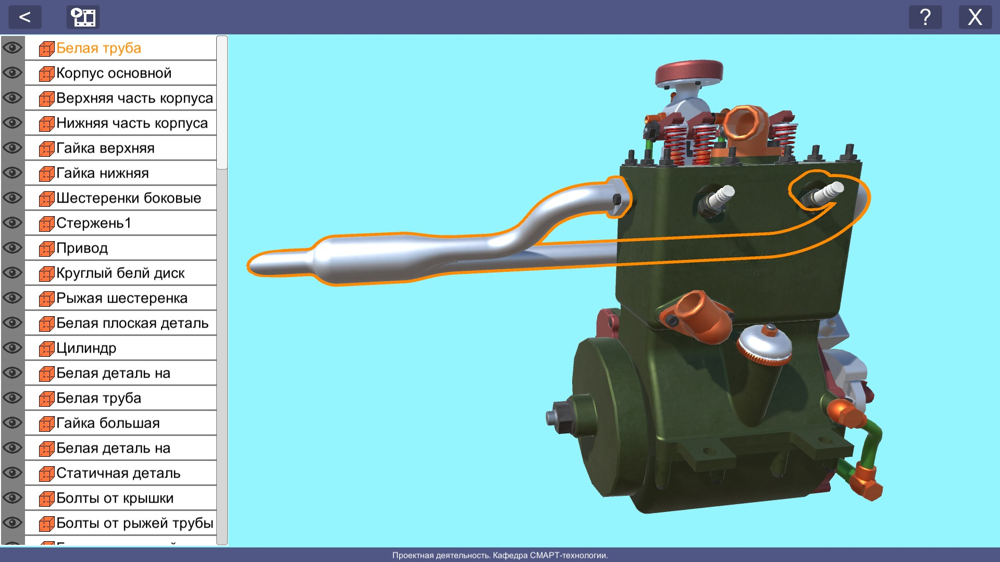 <
?
X
Белая труба
Корпус основной
Верхняя часть корпуса
Нижняя часть корпуса
Гайка верхняя
Гайка нижняя
Шестеренки боковые
Стержень1
Привод
Круглый белй диск
Рыжая шестеренка
Белая плоская деталь
Цилиндр
Белая деталь на
Белая труба
Гайка большая
Белая деталь на
Статичная деталь
Болты от крышки
Болты от рыжей трубы
Проектная деятельность. Кафедра СМАРТ-технологии.